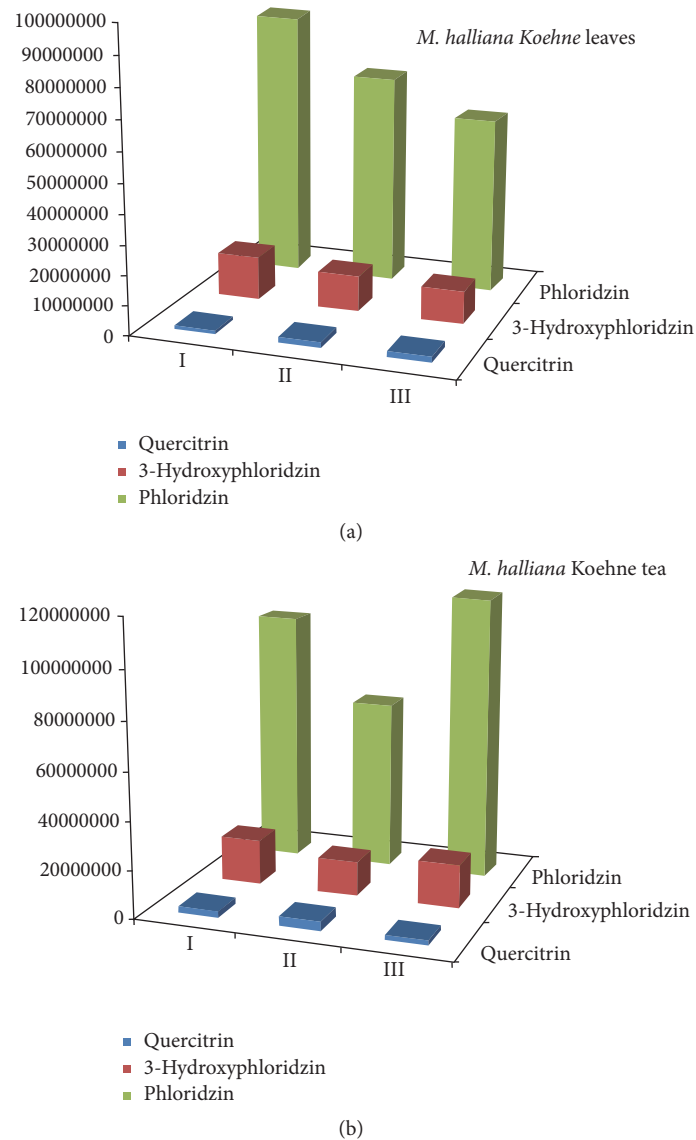 M. halliana Koehne leaves
100000000
90000000
80000000
70000000
60000000
50000000
40000000
30000000
20000000
10000000
0
I
II
III
Phloridzin
3-Hydroxyphloridzin
Quercitrin
Quercitrin
3-Hydroxyphloridzin
Phloridzin
(a)
M. halliana Koehne tea
120000000
100000000
80000000
60000000
40000000
20000000
0
I
II
III
Phloridzin
3-Hydroxyphloridzin
Quercitrin
Quercitrin
3-Hydroxyphloridzin
Phloridzin
(b)